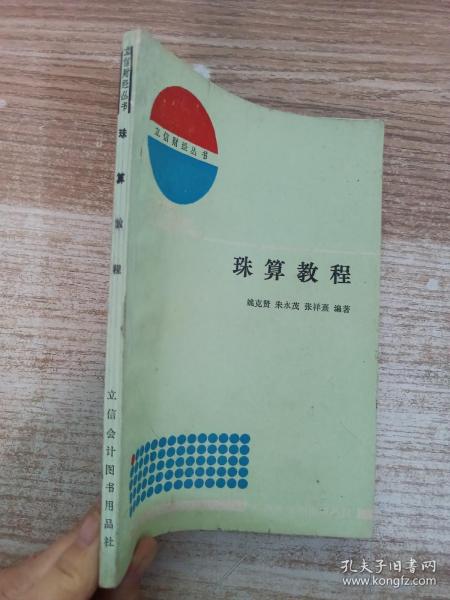 立信财经丛书
珠算教程
立信会计图书用品社
立信财经丛书
珠算教程
姚克贤 朱永茂 张祥熹 编著
孔夫子旧书网
www.kongfz.com